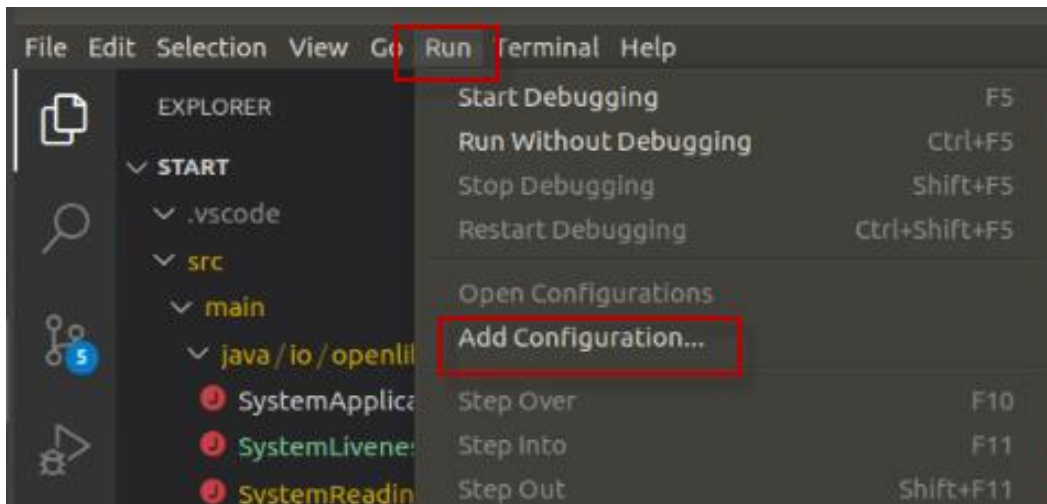 File Edit Selection View Go Run Terminal Help
EXPLORER
START
.vscode
src
main
java/io/openli
SystemApplica
SystemLivenes
SystemReadin
5
Start Debugging F5
Run Without Debugging Ctrl+F5
Stop Debugging Shift+F5
Restart Debugging Ctrl+Shift+F5
Open Configurations
Add Configuration...
Step Over F10
Step Into F11
Step Out Shift+F11